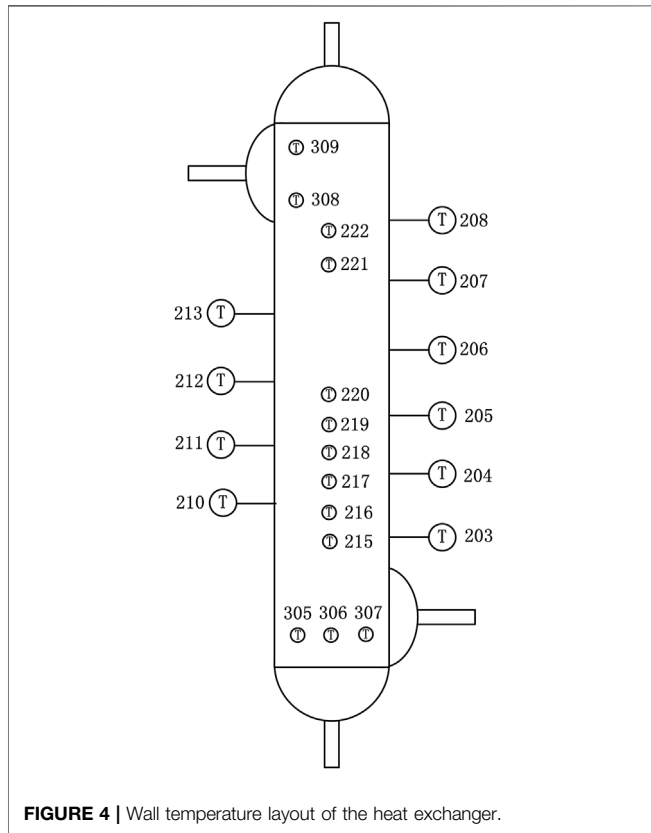 T 309
T 308
T 222
T 208
T 221
T 207
213 T
T 206
212 T
T 220
T 205
T 219
211 T
T 218
T 204
T 217
210 T
T 216
T 203
T 215
305 306 307
T T T
FIGURE 4 | Wall temperature layout of the heat exchanger.